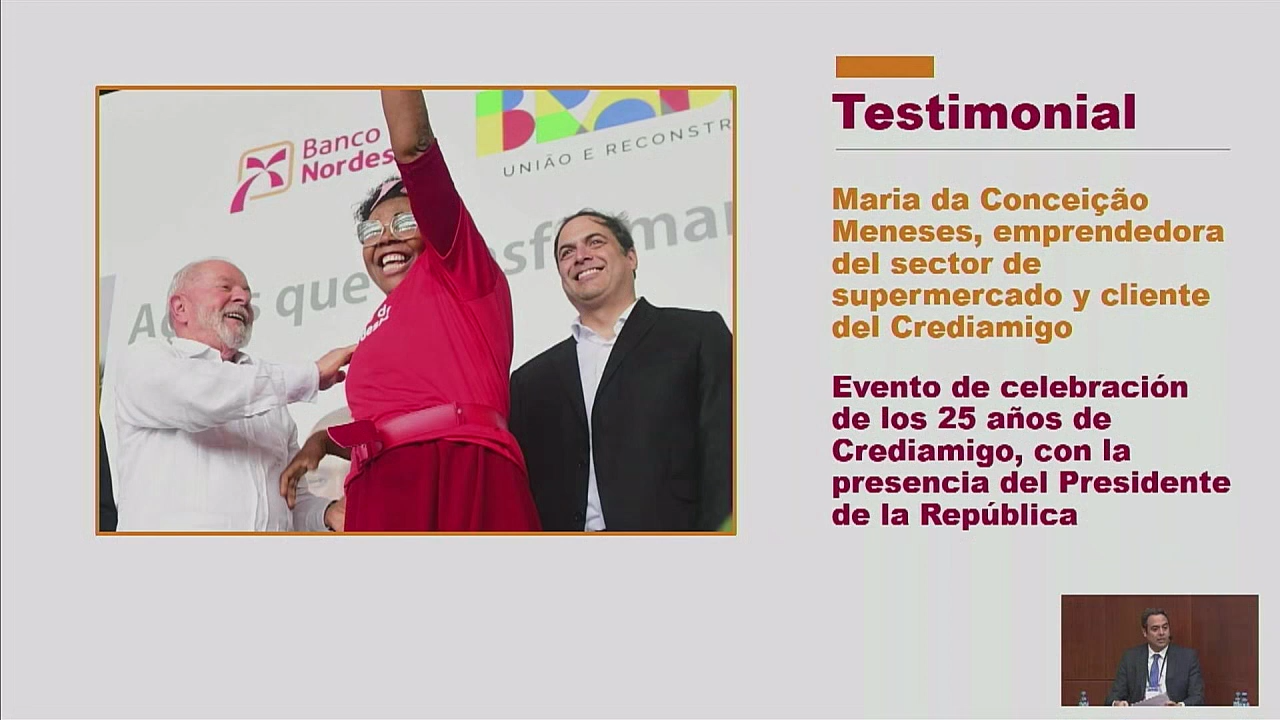 Testimonial
Maria da Conceição
Meneses, emprendedora
del sector de
supermercado y cliente
del Crediamigo
Evento de celebración
de los 25 años de
Crediamigo, con la
presencia del Presidente
de la República
Banco
Nordes
UNIÃO E RECONSTR
que